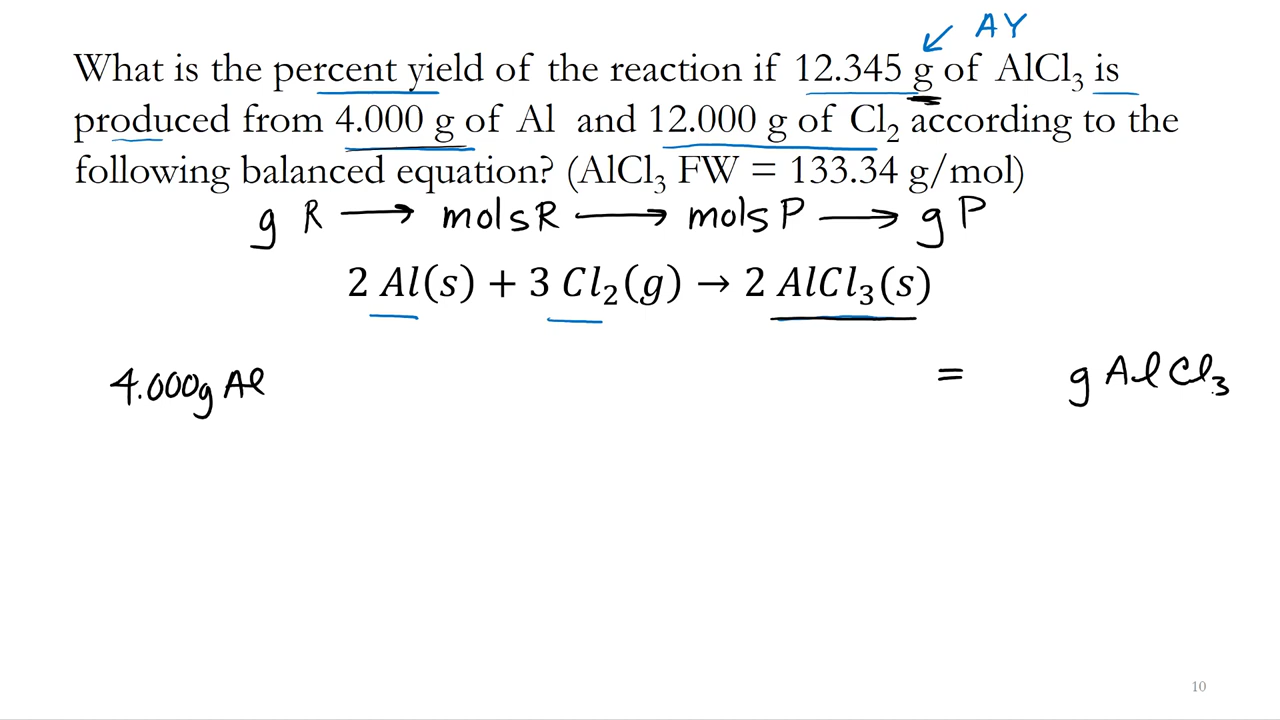 AY
What is the percent yield of the reaction if 12.345 g of AlCl₃ is
produced from 4.000 g of Al and 12.000 g of Cl₂ according to the
following balanced equation? (AlCl₃ FW = 133.34 g/mol)
g R → mols R → mols P → g P
2 Al(s) + 3 Cl₂(g) → 2 AlCl₃(s)
4.000g Al = g AlCl₃
10